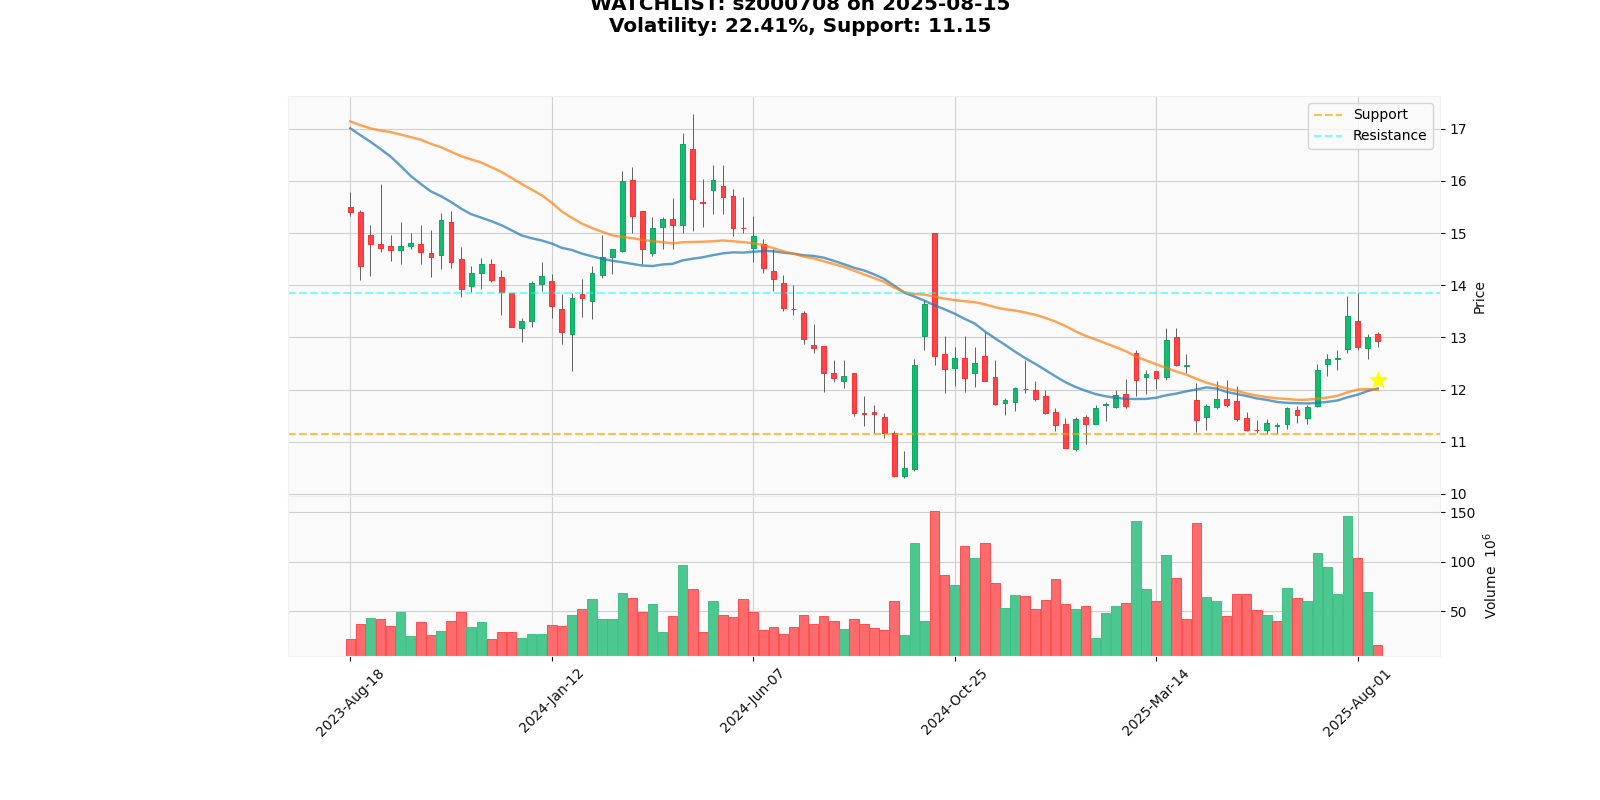 WATCHLIST: sz000708 on 2025-08-15
Volatility: 22.41%, Support: 11.15
Support
Resistance
17
16
15
14
13
12
11
10
Price
150
100
50
Volume 10⁶
2023-Aug-18
2024-Jan-12
2024-Jun-07
2024-Oct-25
2025-Mar-14
2025-Aug-01